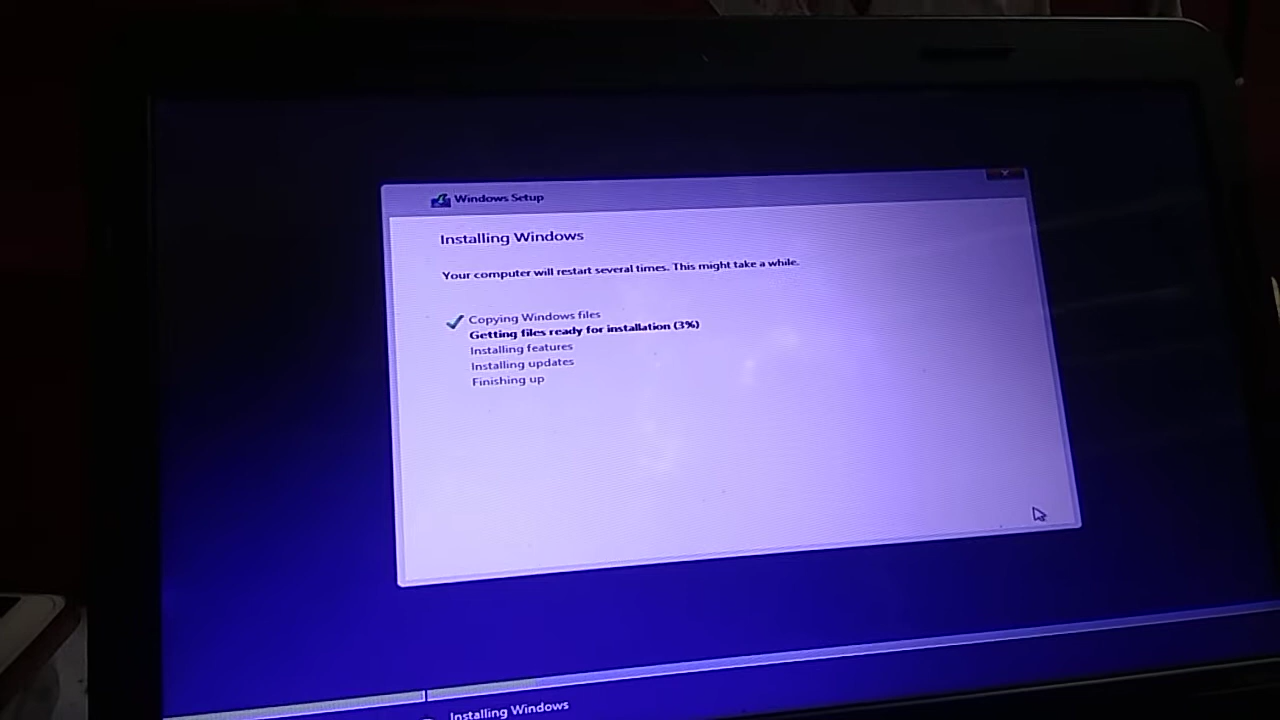 Windows Setup
Installing Windows
Your computer will restart several times. This might take a while.
Copying Windows files
Getting files ready for installation (3%)
Installing features
Installing updates
Finishing up
Installing Windows